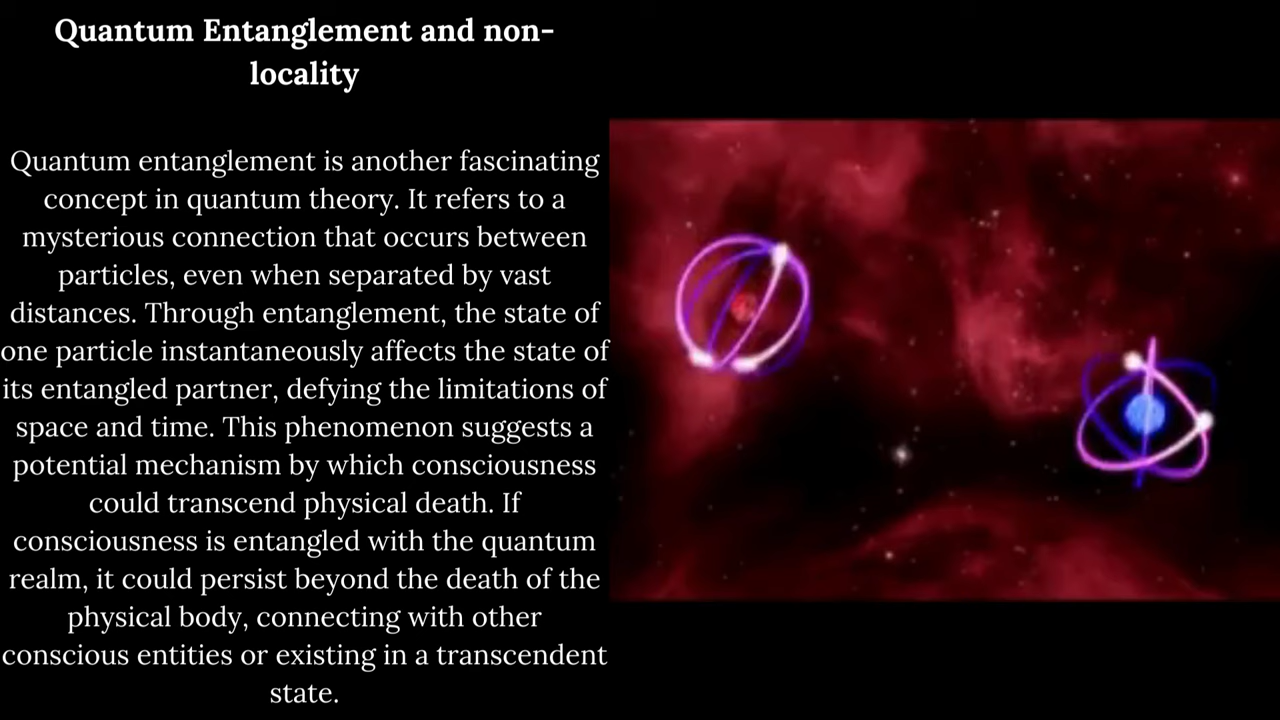 Quantum Entanglement and non-
locality
Quantum entanglement is another fascinating
concept in quantum theory. It refers to a
mysterious connection that occurs between
particles, even when separated by vast
distances. Through entanglement, the state of
one particle instantaneously affects the state of
its entangled partner, defying the limitations of
space and time. This phenomenon suggests a
potential mechanism by which consciousness
could transcend physical death. If
consciousness is entangled with the quantum
realm, it could persist beyond the death of the
physical body, connecting with other
conscious entities or existing in a transcendent
state.